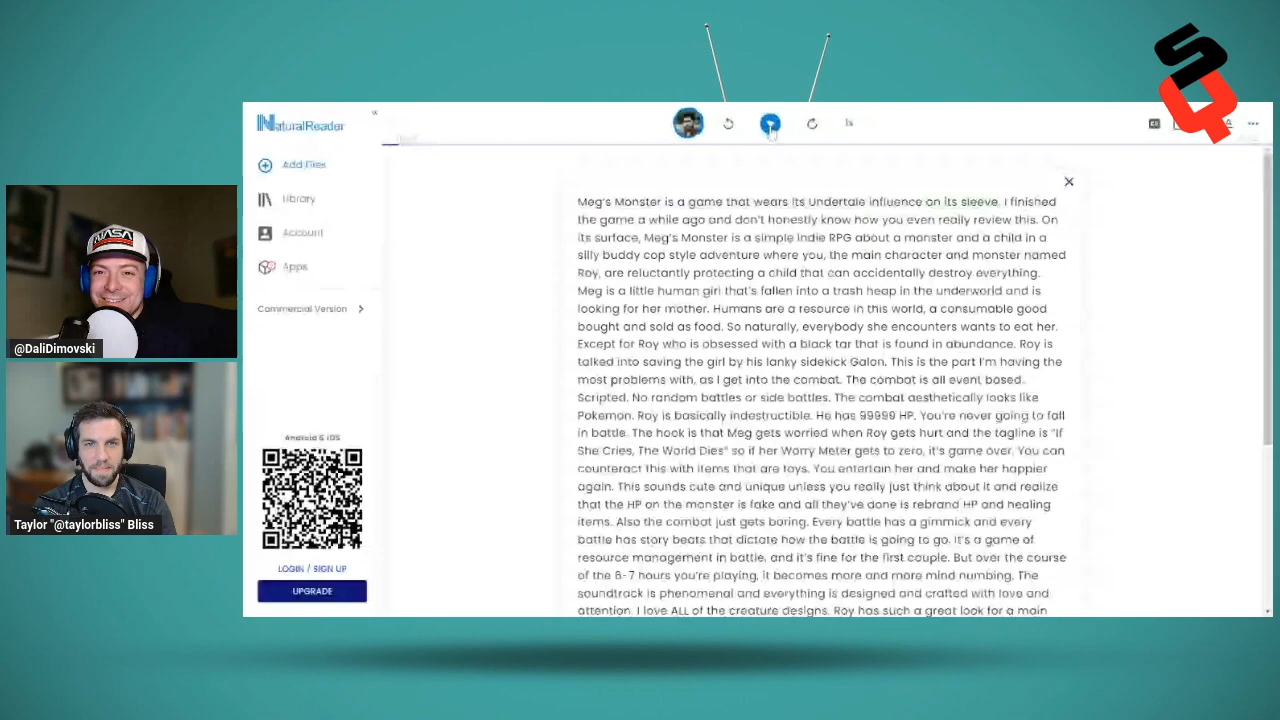 SQ
NaturalReader
«
1x
Add Files
Library
Account
Apps
Commercial Version
Android & iOS
LOGIN / SIGN UP
UPGRADE
Meg's Monster is a game that wears its Undertale influence on its sleeve. I finished
the game a while ago and don't honestly know how you even really review this. On
its surface, Meg's Monster is a simple Indie RPG about a monster and a child in a
silly buddy cop style adventure where you, the main character and monster named
Roy, are reluctantly protecting a child that can accidentally destroy everything.
Meg is a little human girl that's fallen into a trash heap in the underworld and is
looking for her mother. Humans are a resource in this world, a consumable good
bought and sold as food. So naturally, everybody she encounters wants to eat her.
Except for Roy who is obsessed with a black tar that is found in abundance. Roy is
talked into saving the girl by his lanky sidekick Galon. This is the part I'm having the
most problems with, as I get into the combat. The combat is all event based.
Scripted. No random battles or side battles. The combat aesthetically looks like
Pokemon. Roy is basically indestructible. He has 99999 HP. You're never going to fall
in battle. The hook is that Meg gets worried when Roy gets hurt and the tagline is "If
She Cries, The World Dies" so if her Worry Meter gets to zero, it's game over. You can
counteract this with items that are toys. You entertain her and make her happier
again. This sounds cute and unique unless you really just think about it and realize
that the HP on the monster is fake and all they've done is rebrand HP and healing
items. Also the combat just gets boring. Every battle has a gimmick and every
battle has story beats that dictate how the battle is going to go. It's a game of
resource management in battle, and it's fine for the first couple. But over the course
of the 6-7 hours you're playing, it becomes more and more mind numbing. The
soundtrack is phenomenal and everything is designed and crafted with love and
attention. I love ALL of the creature designs. Roy has such a great look for a main
NASA
@DaliDimovski
Taylor "@taylorbliss" Bliss